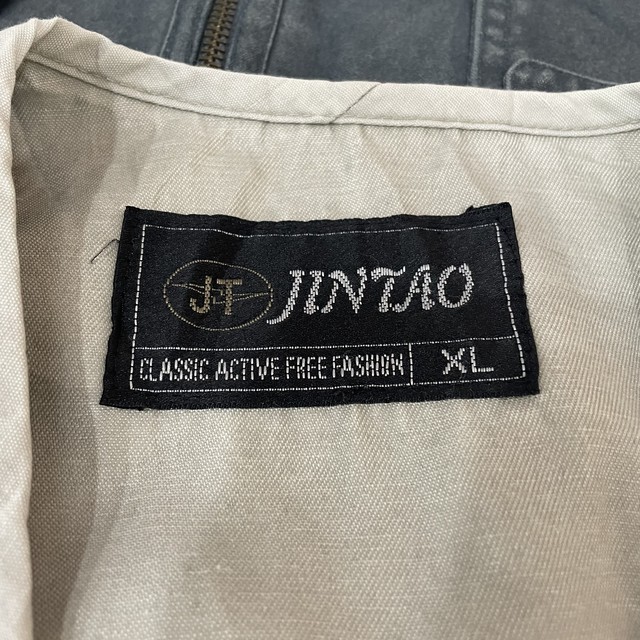 JT JINTAO
CLASSIC ACTIVE FREE FASHION XL